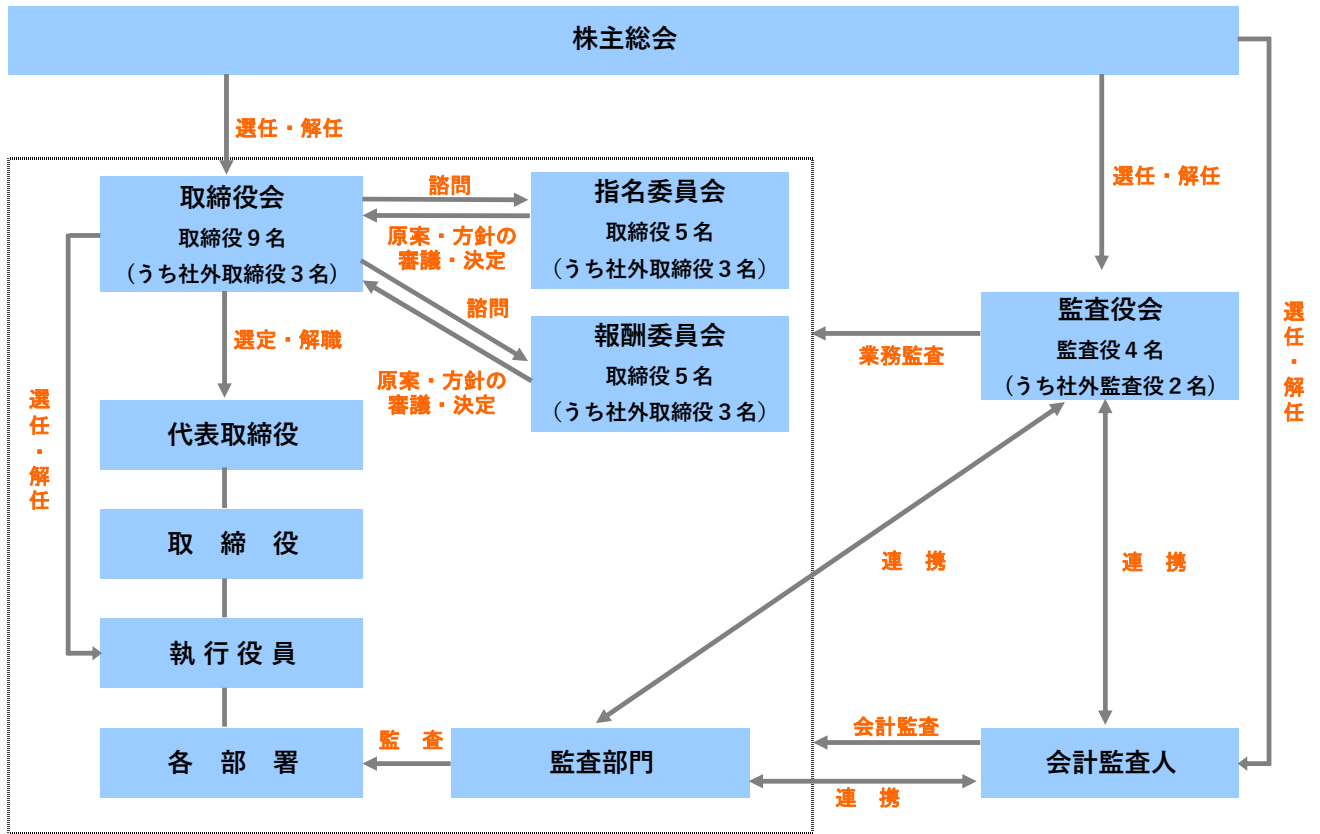 株主総会
選任・解任
選任・解任
選任・解任
取締役会
取締役９名
（うち社外取締役３名）
諮問
原案・方針の
審議・決定
指名委員会
取締役５名
（うち社外取締役３名）
諮問
原案・方針の
審議・決定
報酬委員会
取締役５名
（うち社外取締役３名）
選定・解職
選任・解任
代表取締役
取　締　役
執 行 役 員
各　部　署
監　査
監査部門
業務監査
監査役会
監査役４名
（うち社外監査役２名）
連　携
連　携
会計監査
連　携
会計監査人